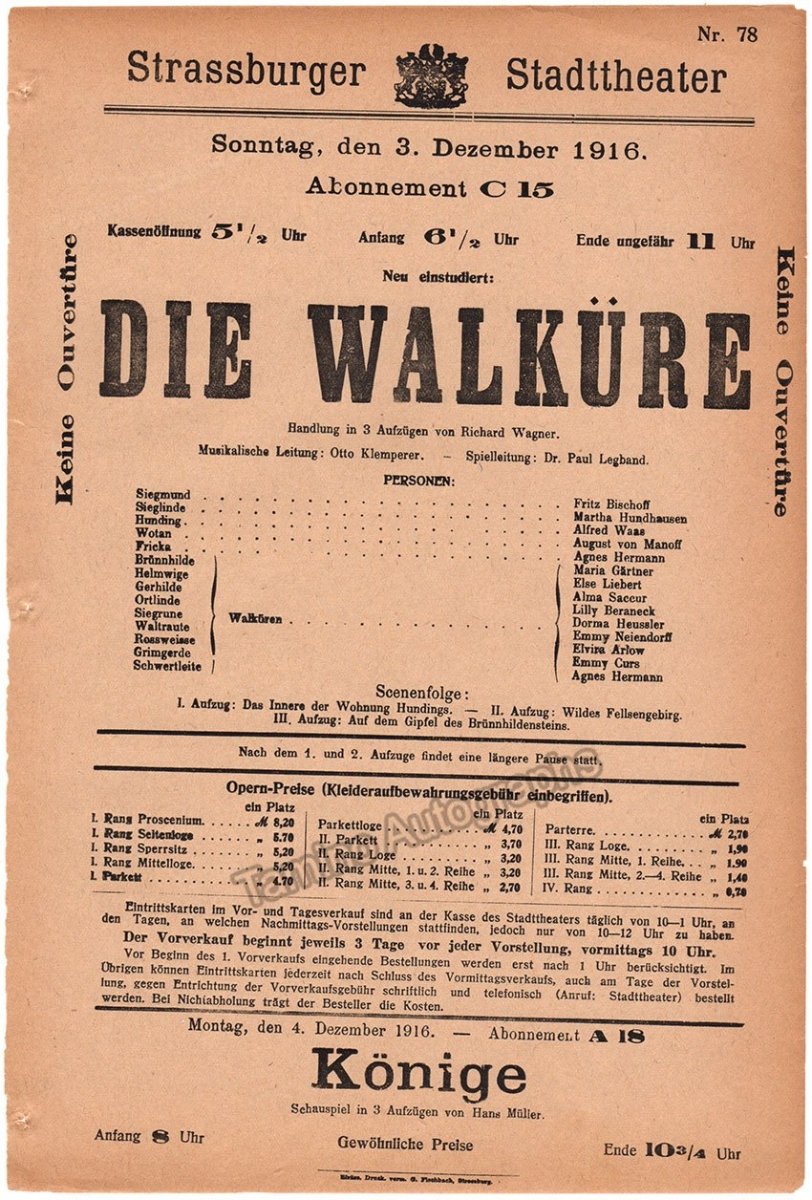 Nr. 78
Strassburger Stadttheater
Sonntag, den 3. Dezember 1916.
Abonnement C 15
Kassenöffnung 5 1/2 Uhr Anfang 6 1/2 Uhr Ende ungefähr 11 Uhr
Keine Ouvertüre
Neu einstudiert:
DIE WALKÜRE
Keine Ouvertüre
Handlung in 3 Aufzügen von Richard Wagner.
Musikalische Leitung: Otto Klemperer. – Spielleitung: Dr. Paul Legband.
PERSONEN:
Siegmund . . . . . Fritz Bischoff
Sieglinde . . . . . Martha Hundhausen
Hunding . . . . . Alfred Waas
Wotan . . . . . August von Manoff
Fricka . . . . . Agnes Hermann
Brünnhilde Maria Gärtner
Helmwige Else Liebert
Gerhilde Alma Saccur
Ortlinde Lilly Beraneck
Siegrune Walküren . . . . . Dorma Heussler
Waltraute Emmy Neiendorff
Rossweisse Elvira Arlow
Grimgerde Emmy Curs
Schwertleite Agnes Hermann
Scenenfolge:
I. Aufzug: Das Innere der Wohnung Hundings. — II. Aufzug: Wildes Fellsengebirg.
III. Aufzug: Auf dem Gipfel des Brünnhildensteins.
Nach dem 1. und 2. Aufzuge findet eine längere Pause statt.
Opern-Preise (Kleideraufbewahrungsgebühr einbegriffen).
ein Platz ein Platz ein Platz
I. Rang Proscenium. . . . . M 8,20 Parkettloge . . . . . M 4,70 Parterre. . . . . M 2,70
I. Rang Seitenloge . . . . . „ 5.70 II. Parkett . . . . . „ 3,70 III. Rang Loge. . . . . „ 1,90
I. Rang Sperrsitz . . . . . „ 5,20 II. Rang Loge . . . . . „ 3,20 III. Rang Mitte, 1. Reihe. . . „ 1.90
I. Rang Mittelloge. . . . . „ 5,20 II. Rang Mitte, 1. u. 2. Reihe „ 3,20 III. Rang Mitte, 2.—4. Reihe „ 1,40
I. Parkett . . . . . „ 4.70 II. Rang Mitte, 3. u. 4. Reihe „ 2,70 IV. Rang . . . . . „ 0,70
Tamino Autographs
Eintrittskarten im Vor- und Tagesverkauf sind an der Kasse des Stadttheaters täglich von 10—1 Uhr, an
den Tagen, an welchen Nachmittags-Vorstellungen stattfinden, jedoch nur von 10—12 Uhr zu haben.
Der Vorverkauf beginnt jeweils 3 Tage vor jeder Vorstellung, vormittags 10 Uhr.
Vor Beginn des 1. Vorverkaufs eingehende Bestellungen werden erst nach 1 Uhr berücksichtigt. Im
Übrigen können Eintrittskarten jederzeit nach Schluss des Vormittagsverkaufs, auch am Tage der Vorstel-
lung, gegen Entrichtung der Vorverkaufsgebühr schriftlich und telefonisch (Anruf: Stadttheater) bestellt
werden. Bei Nichtabholung trägt der Besteller die Kosten.
Montag, den 4. Dezember 1916. — Abonnement A 18
Könige
Schauspiel in 3 Aufzügen von Hans Müller.
Anfang 8 Uhr Gewöhnliche Preise Ende 10 3/4 Uhr
Druck. verm. G. Fischbach, Strassburg.